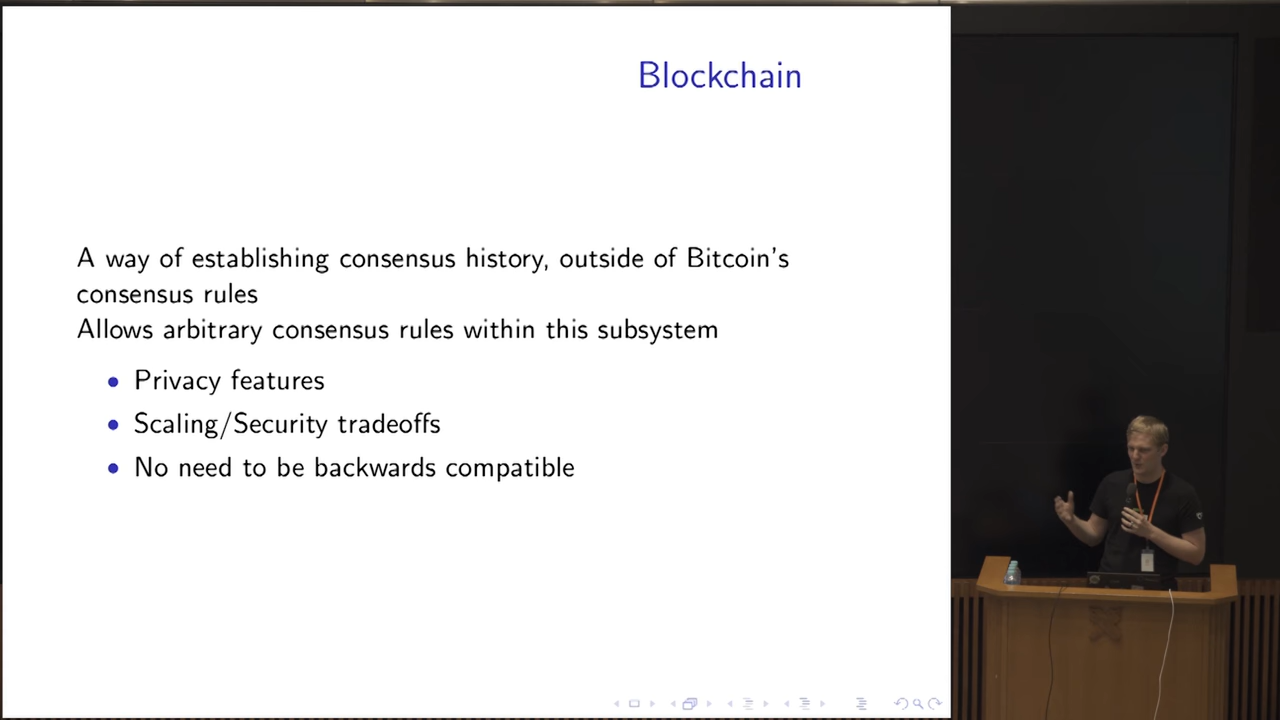 Blockchain
A way of establishing consensus history, outside of Bitcoin's
consensus rules
Allows arbitrary consensus rules within this subsystem
• Privacy features
• Scaling/Security tradeoffs
• No need to be backwards compatible